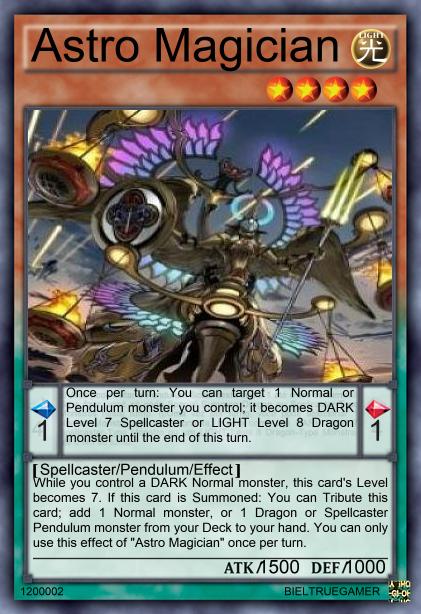 Astro Magician
LIGHT
光
Once per turn: You can target 1 Normal or
Pendulum monster you control; it becomes DARK
Level 7 Spellcaster or LIGHT Level 8 Dragon
monster until the end of this turn.
1
1
[Spellcaster/Pendulum/Effect]
While you control a DARK Normal monster, this card's Level
becomes 7. If this card is Summoned: You can Tribute this
card; add 1 Normal monster, or 1 Dragon or Spellcaster
Pendulum monster from your Deck to your hand. You can only
use this effect of "Astro Magician" once per turn.
ATK/1500 DEF/1000
1200002 BIELTRUEGAMER